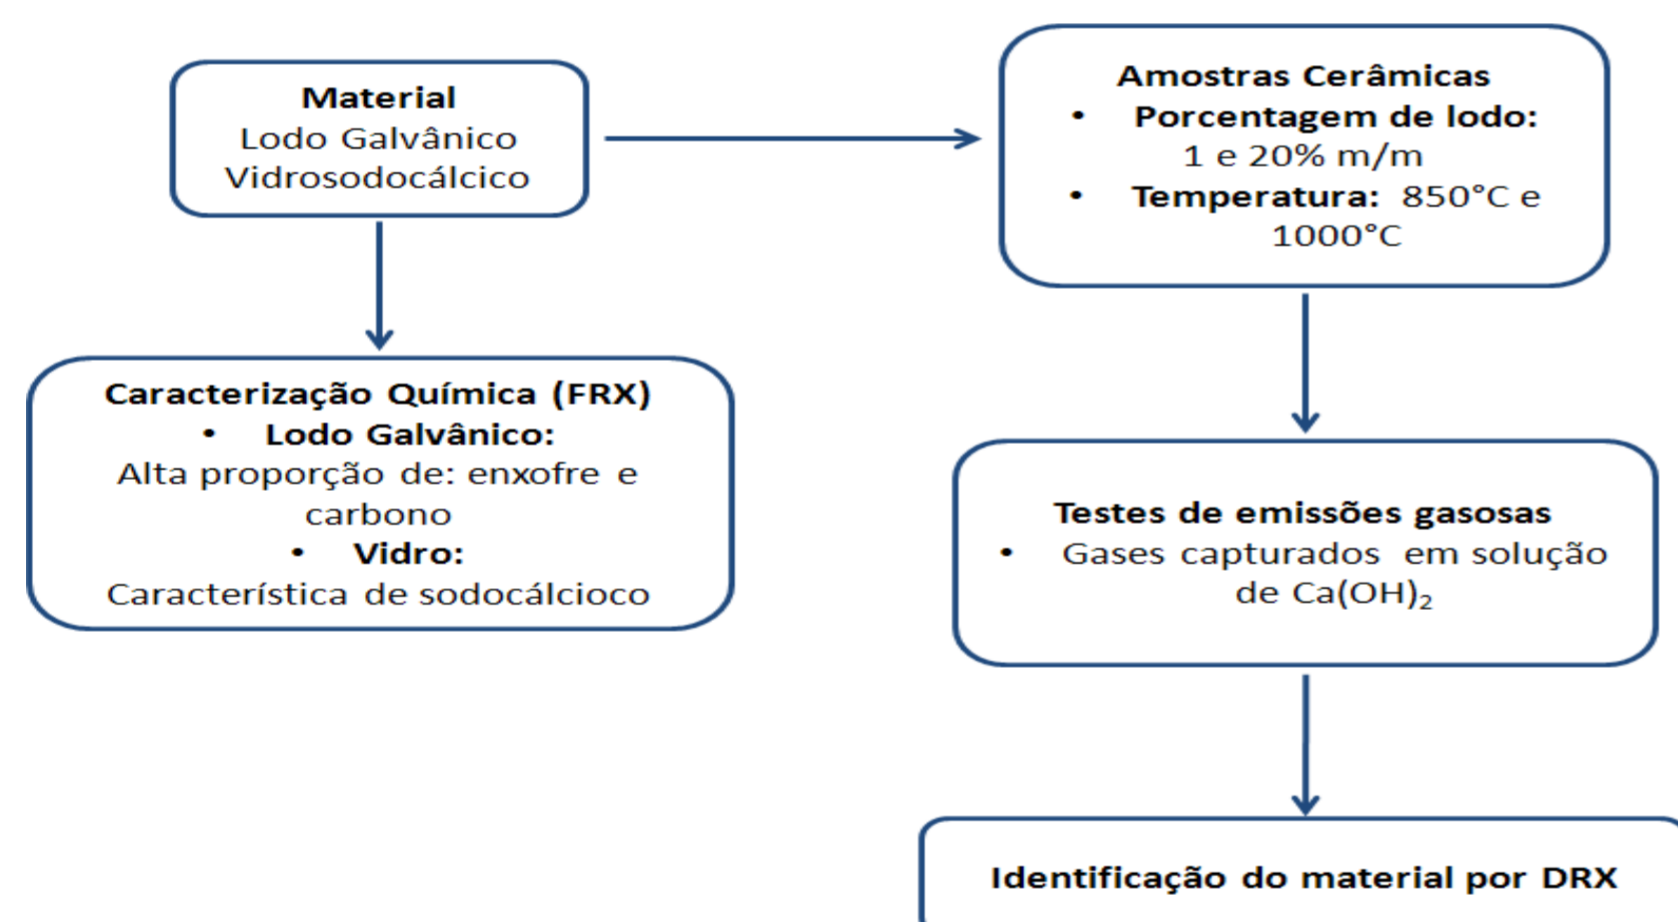 Material
Lodo Galvânico
Vidrosodocálcico
Amostras Cerâmicas
• Porcentagem de lodo:
1 e 20% m/m
• Temperatura: 850°C e
1000°C
Caracterização Química (FRX)
• Lodo Galvânico:
Alta proporção de: enxofre e
carbono
• Vidro:
Característica de sodocálcioco
Testes de emissões gasosas
• Gases capturados em solução
de Ca(OH)₂
Identificação do material por DRX